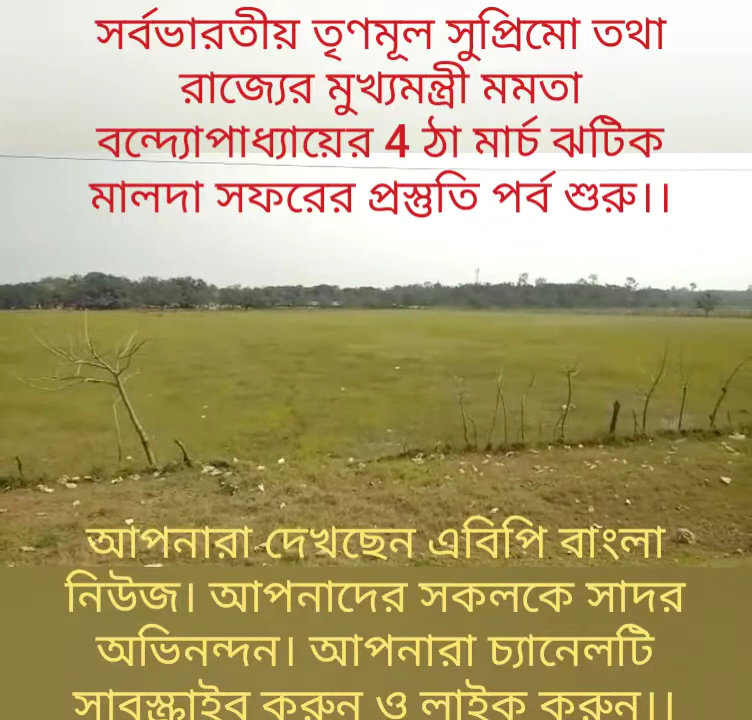 সর্বভারতীয় তৃণমূল সুপ্রিমো তথা
রাজ্যের মুখ্যমন্ত্রী মমতা
বন্দ্যোপাধ্যায়ের 4 ঠা মার্চ ঝটিক
মালদা সফরের প্রস্তুতি পর্ব শুরু।।
আপনারা দেখছেন এবিপি বাংলা
নিউজ। আপনাদের সকলকে সাদর
অভিনন্দন। আপনারা চ্যানেলটি
সাবস্ক্রাইব করুন ও লাইক করুন।।